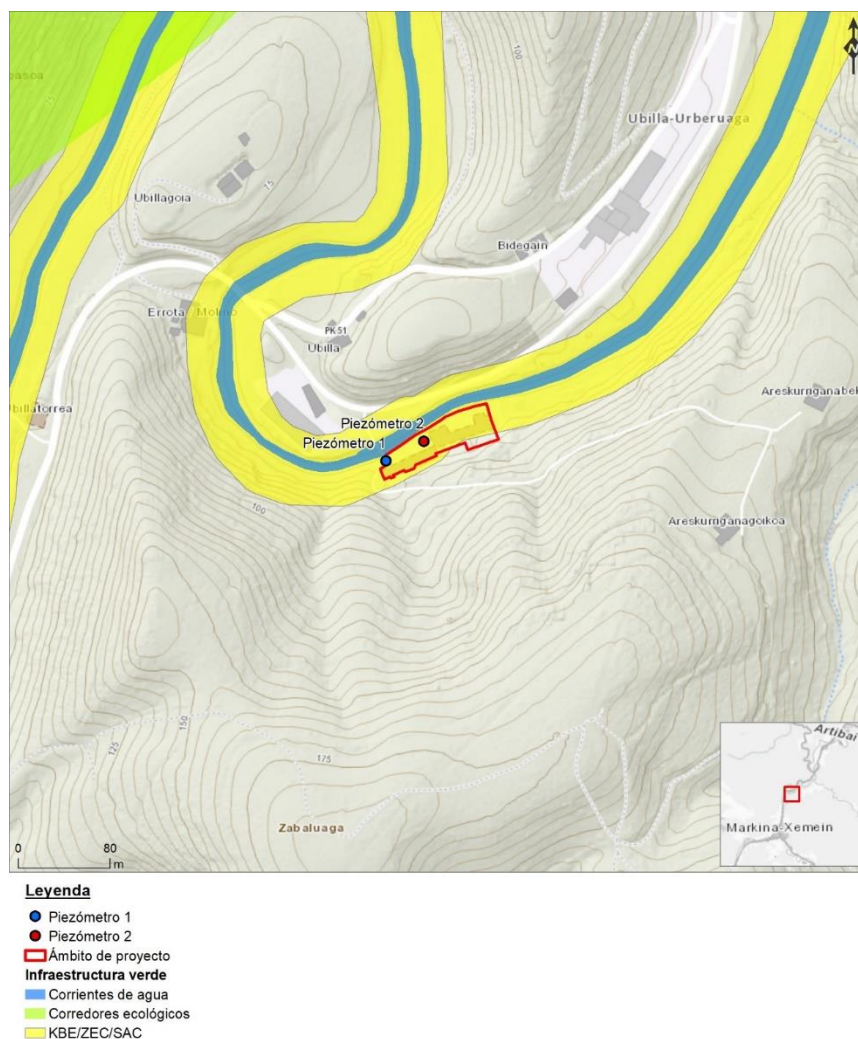 100
N
Ubilla-Urberuaga
75
Ubillagoia
Bidegain
Errota Molino
PK 51
Ubilla
Areskurriganabek
Ubillatorrea
Piezómetro 2
Piezómetro 1
100
Areskurriganagoikoa
150
125
175
Artibai
Zabaluaga
Markina-Xemein
0 80
m
Leyenda
Piezómetro 1
Piezómetro 2
Ámbito de proyecto
Infraestructura verde
Corrientes de agua
Corredores ecológicos
KBE/ZEC/SAC